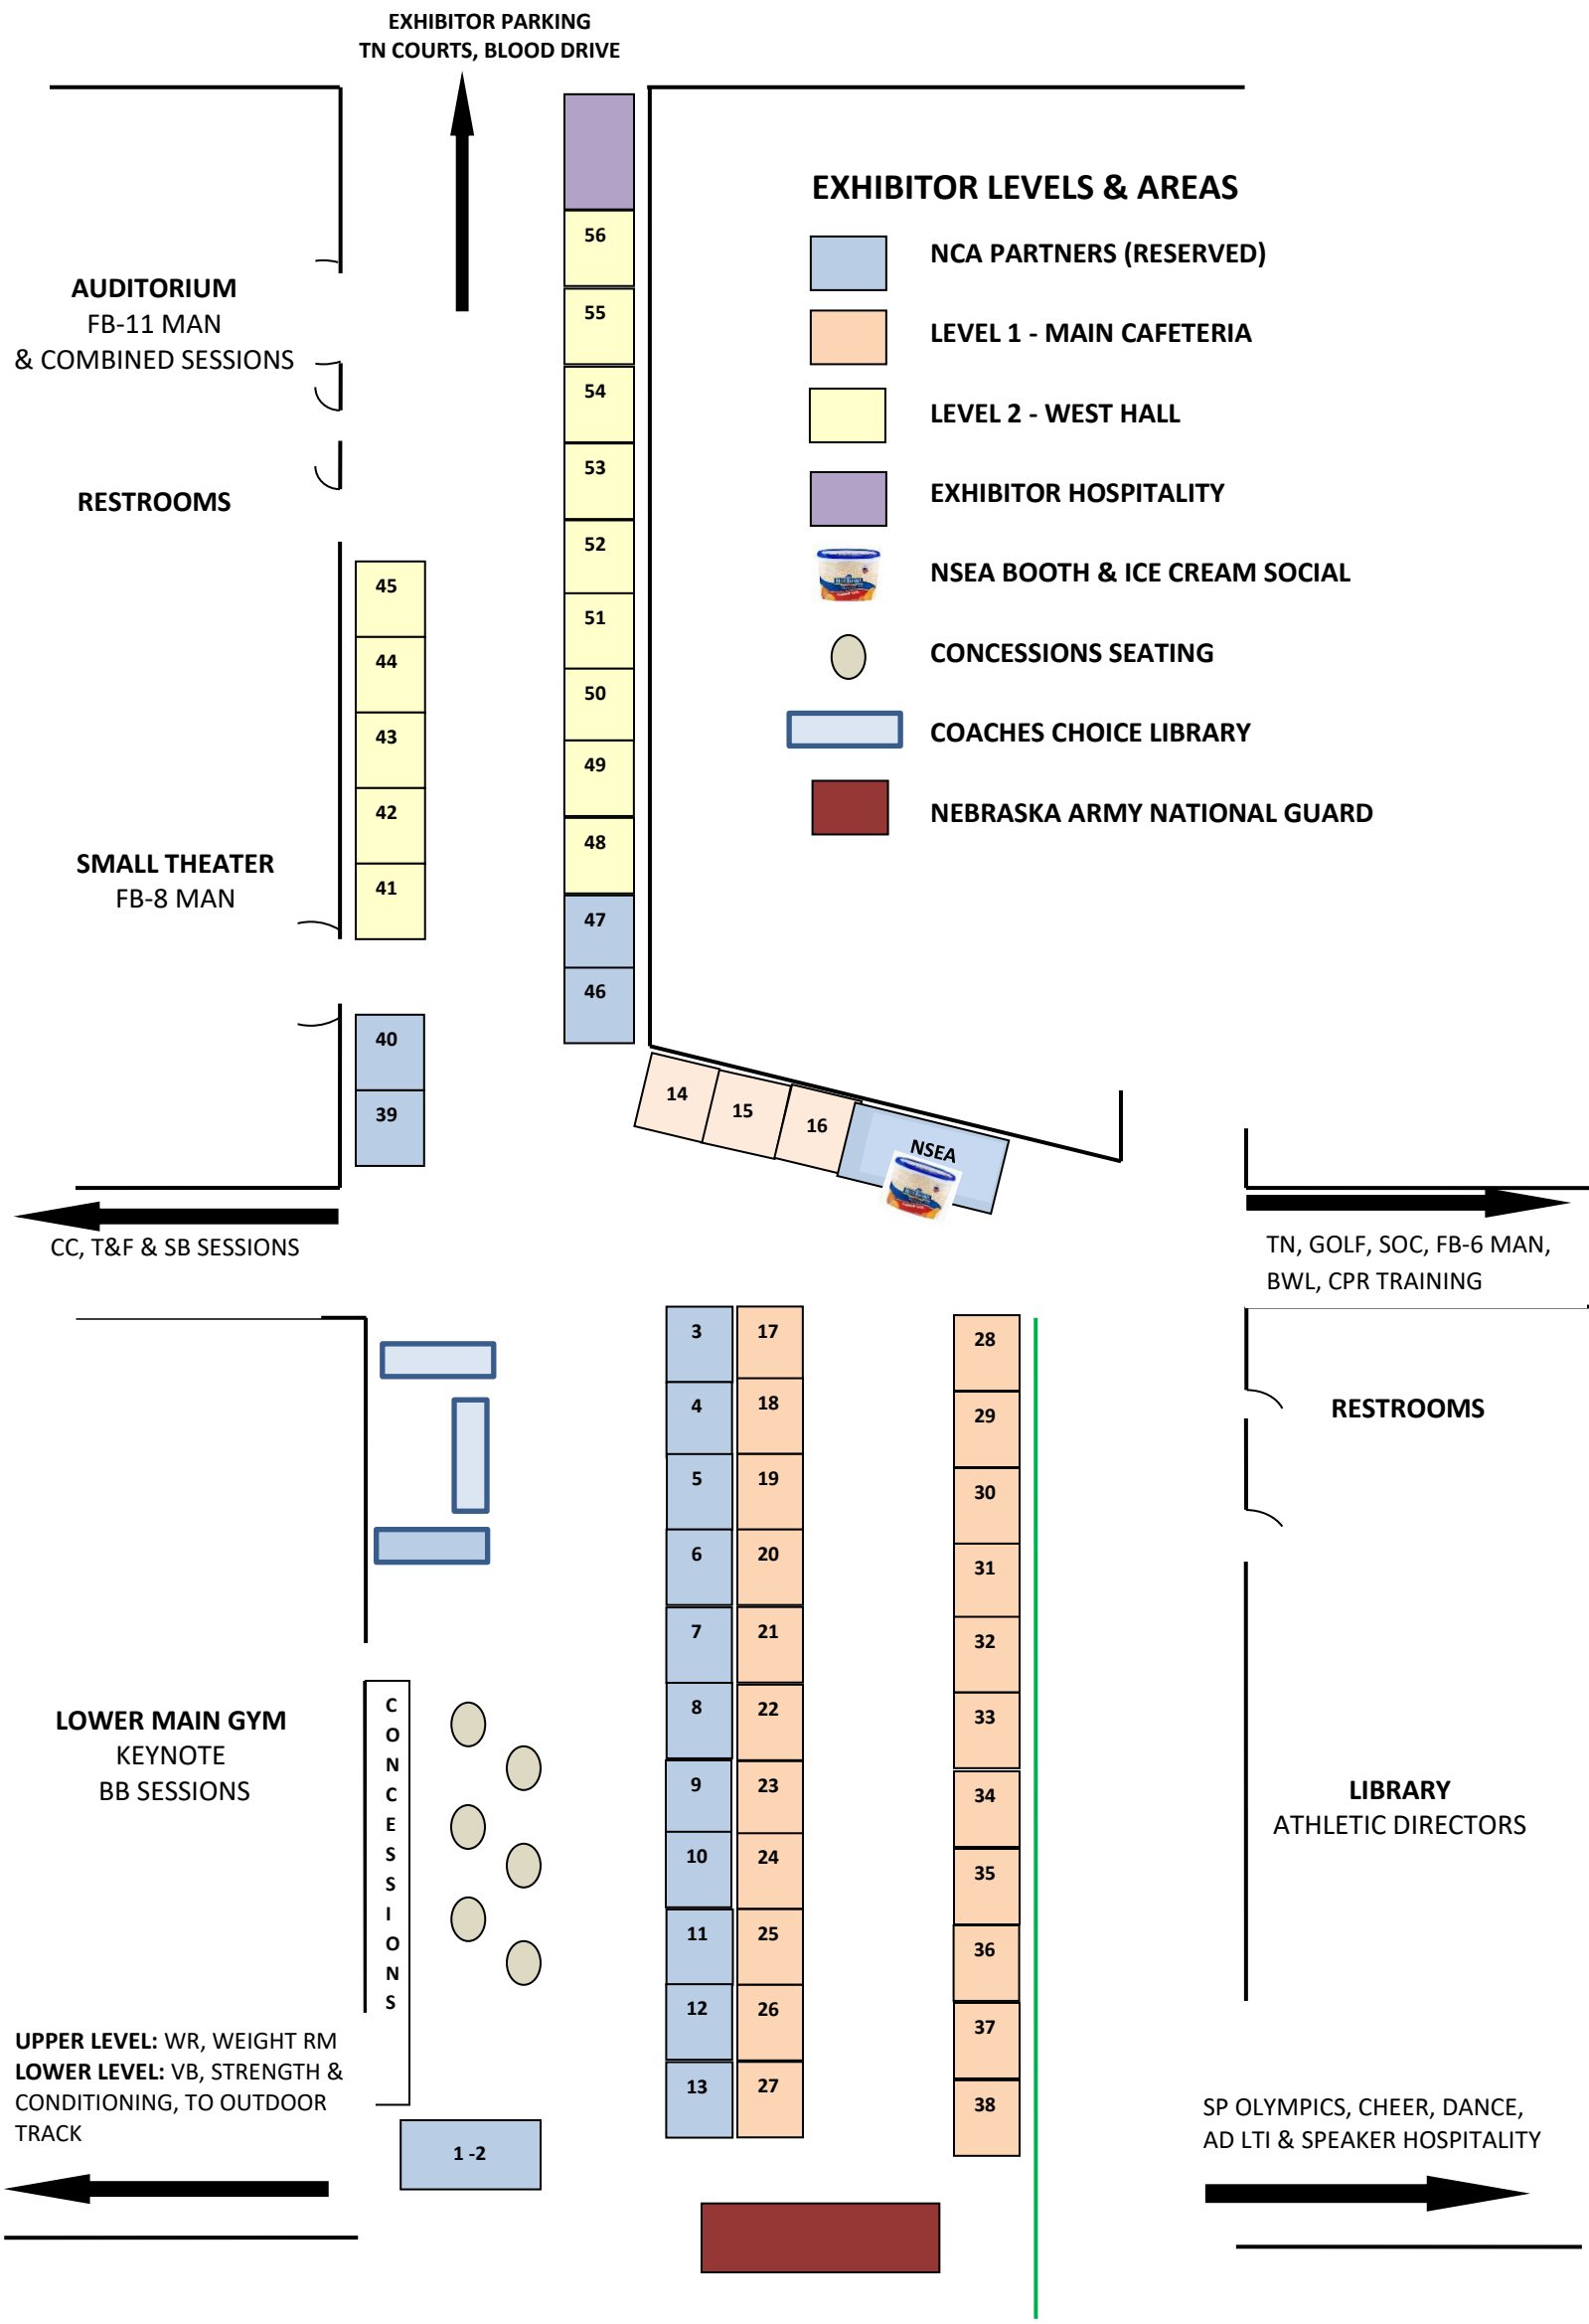 EXHIBITOR PARKING
TN COURTS, BLOOD DRIVE
EXHIBITOR LEVELS & AREAS
NCA PARTNERS (RESERVED)
LEVEL 1 - MAIN CAFETERIA
LEVEL 2 - WEST HALL
EXHIBITOR HOSPITALITY
NSEA BOOTH & ICE CREAM SOCIAL
CONCESSIONS SEATING
COACHES CHOICE LIBRARY
NEBRASKA ARMY NATIONAL GUARD
AUDITORIUM
FB-11 MAN
& COMBINED SESSIONS
RESTROOMS
SMALL THEATER
FB-8 MAN
45
44
43
42
41
40
39
56
55
54
53
52
51
50
49
48
47
46
14
15
16
NSEA
CC, T&F & SB SESSIONS
TN, GOLF, SOC, FB-6 MAN,
BWL, CPR TRAINING
3
4
5
6
7
8
9
10
11
12
13
17
18
19
20
21
22
23
24
25
26
27
28
29
30
31
32
33
34
35
36
37
38
RESTROOMS
LOWER MAIN GYM
KEYNOTE
BB SESSIONS
CONCESSIONS
LIBRARY
ATHLETIC DIRECTORS
UPPER LEVEL: WR, WEIGHT RM
LOWER LEVEL: VB, STRENGTH &
CONDITIONING, TO OUTDOOR
TRACK
1 -2
SP OLYMPICS, CHEER, DANCE,
AD LTI & SPEAKER HOSPITALITY